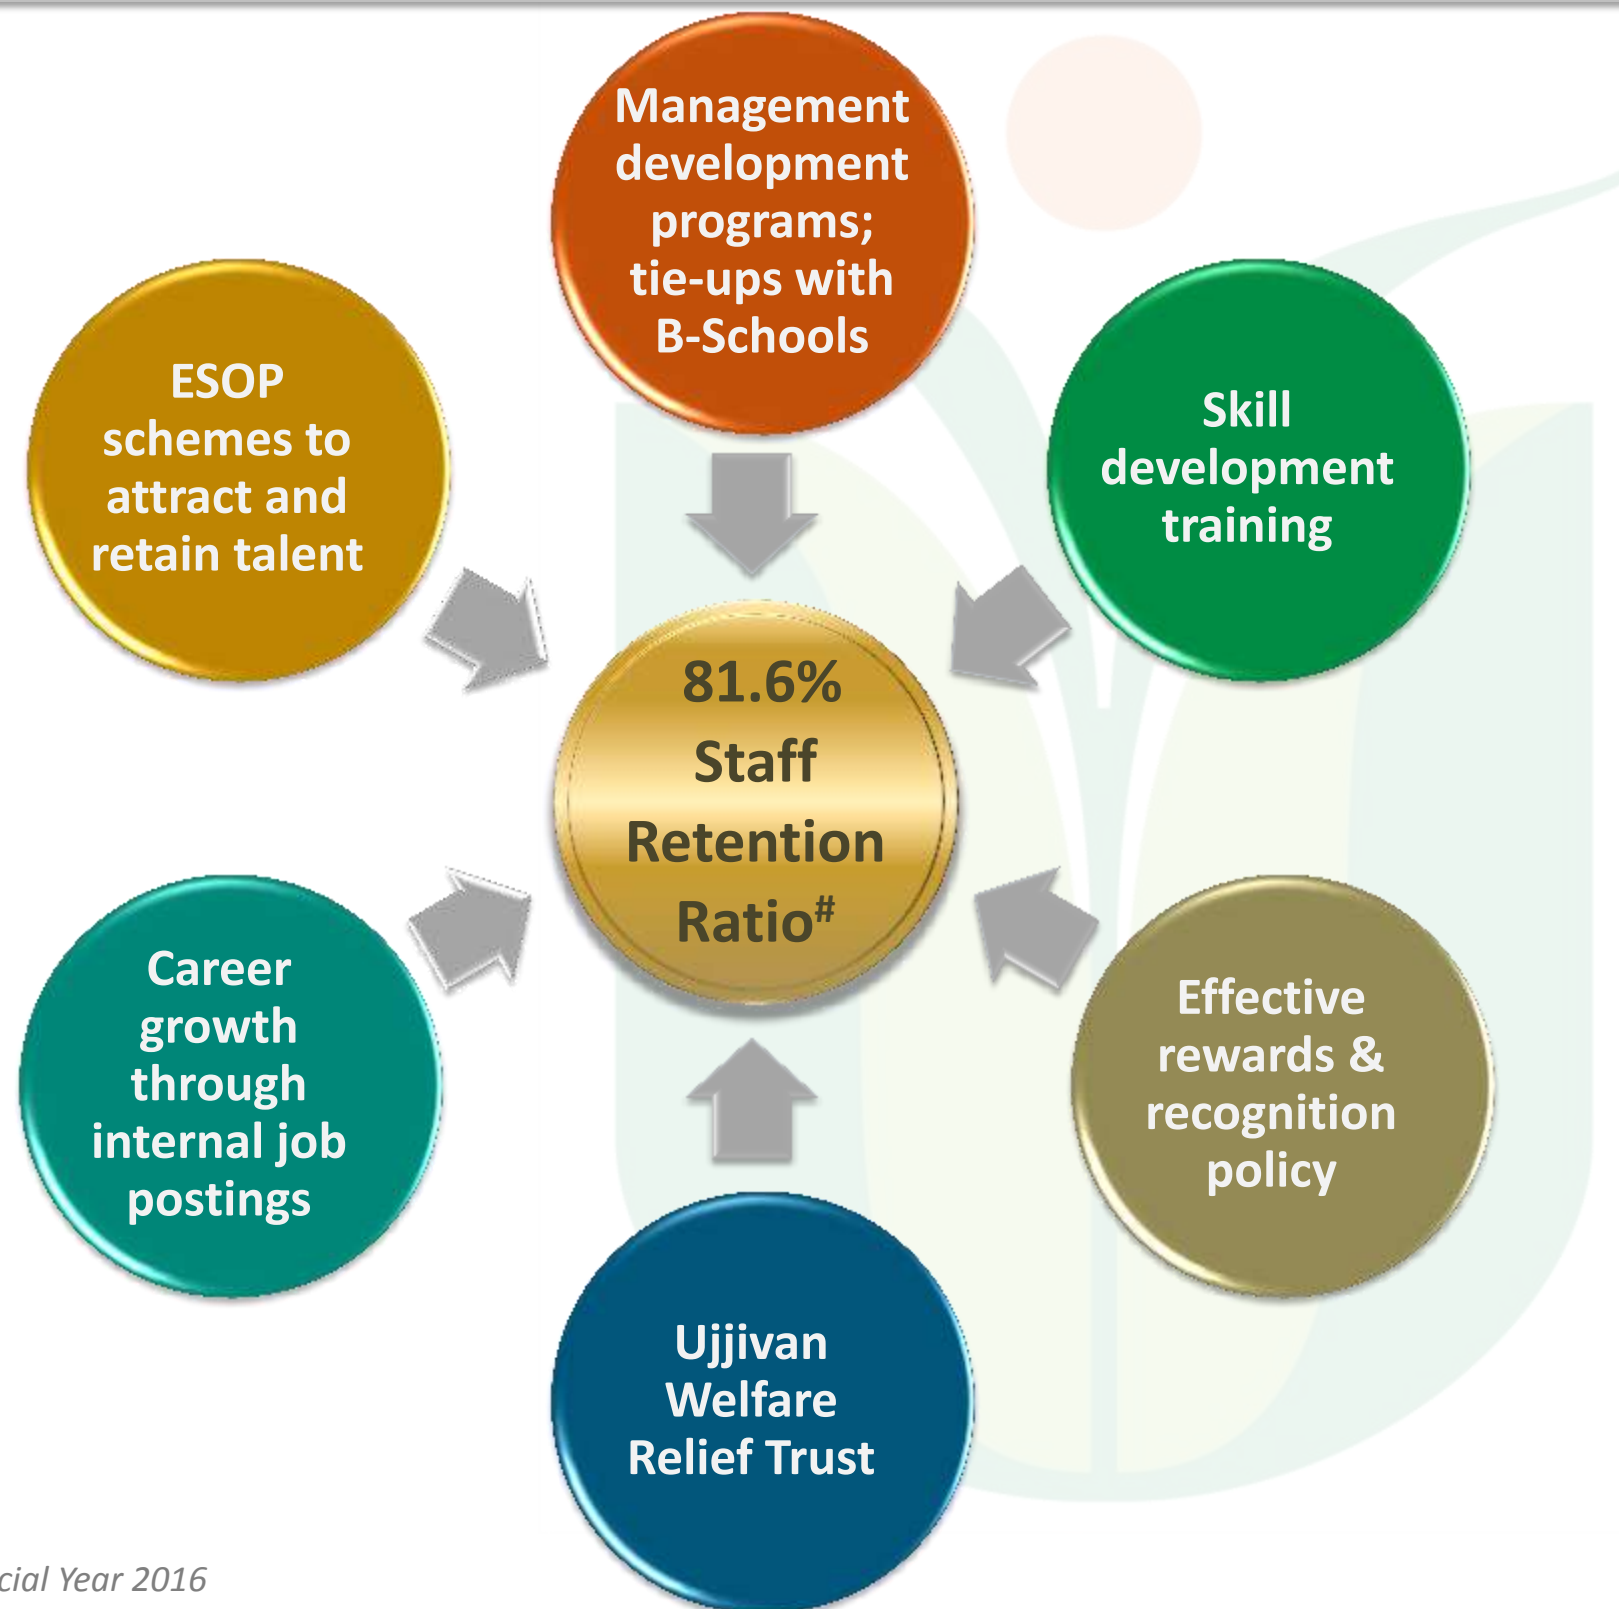 Management
development
programs;
tie-ups with
B-Schools
ESOP
schemes to
attract and
retain talent
Skill
development
training
81.6%
Staff
Retention
Ratio#
Career
growth
through
internal job
postings
Effective
rewards &
recognition
policy
Ujjivan
Welfare
Relief Trust
Year 2016